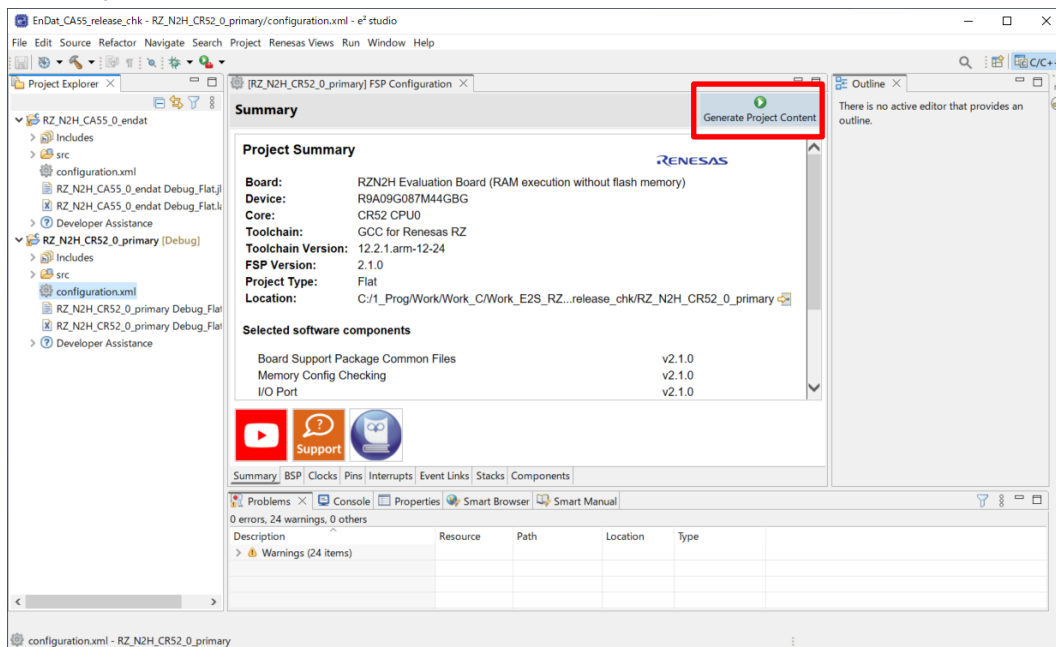 EnDat_CA55_release_chk - RZ_N2H_CR52_0_primary/configuration.xml - e² studio
File Edit Source Refactor Navigate Search Project Renesas Views Run Window Help
C/C++
Project Explorer
RZ_N2H_CA55_0_endat
Includes
src
configuration.xml
RZ_N2H_CA55_0_endat Debug_Flat.jl
RZ_N2H_CA55_0_endat Debug_Flat.la
Developer Assistance
RZ_N2H_CR52_0_primary [Debug]
Includes
src
configuration.xml
RZ_N2H_CR52_0_primary Debug_Flat
RZ_N2H_CR52_0_primary Debug_Flat
Developer Assistance
[RZ_N2H_CR52_0_primary] FSP Configuration
Summary
Generate Project Content
Project Summary
RENESAS
Board: RZN2H Evaluation Board (RAM execution without flash memory)
Device: R9A09G087M44GBG
Core: CR52 CPU0
Toolchain: GCC for Renesas RZ
Toolchain Version: 12.2.1.arm-12-24
FSP Version: 2.1.0
Project Type: Flat
Location: C:/1_Prog/Work/Work_C/Work_E2S_RZ...release_chk/RZ_N2H_CR52_0_primary
Selected software components
Board Support Package Common Files v2.1.0
Memory Config Checking v2.1.0
I/O Port v2.1.0
Support
Summary BSP Clocks Pins Interrupts Event Links Stacks Components
Outline
There is no active editor that provides an
outline.
Problems Console Properties Smart Browser Smart Manual
0 errors, 24 warnings, 0 others
Description Resource Path Location Type
Warnings (24 items)
configuration.xml - RZ_N2H_CR52_0_primary